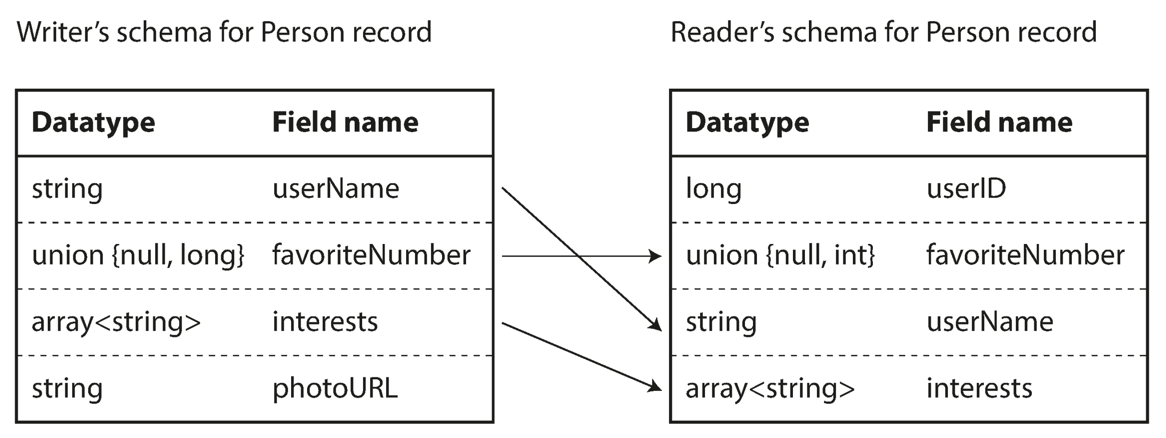 Writer’s schema for Person record
Datatype Field name
string userName
union {null, long} favoriteNumber
array<string> interests
string photoURL
Reader’s schema for Person record
Datatype Field name
long userID
union {null, int} favoriteNumber
string userName
array<string> interests